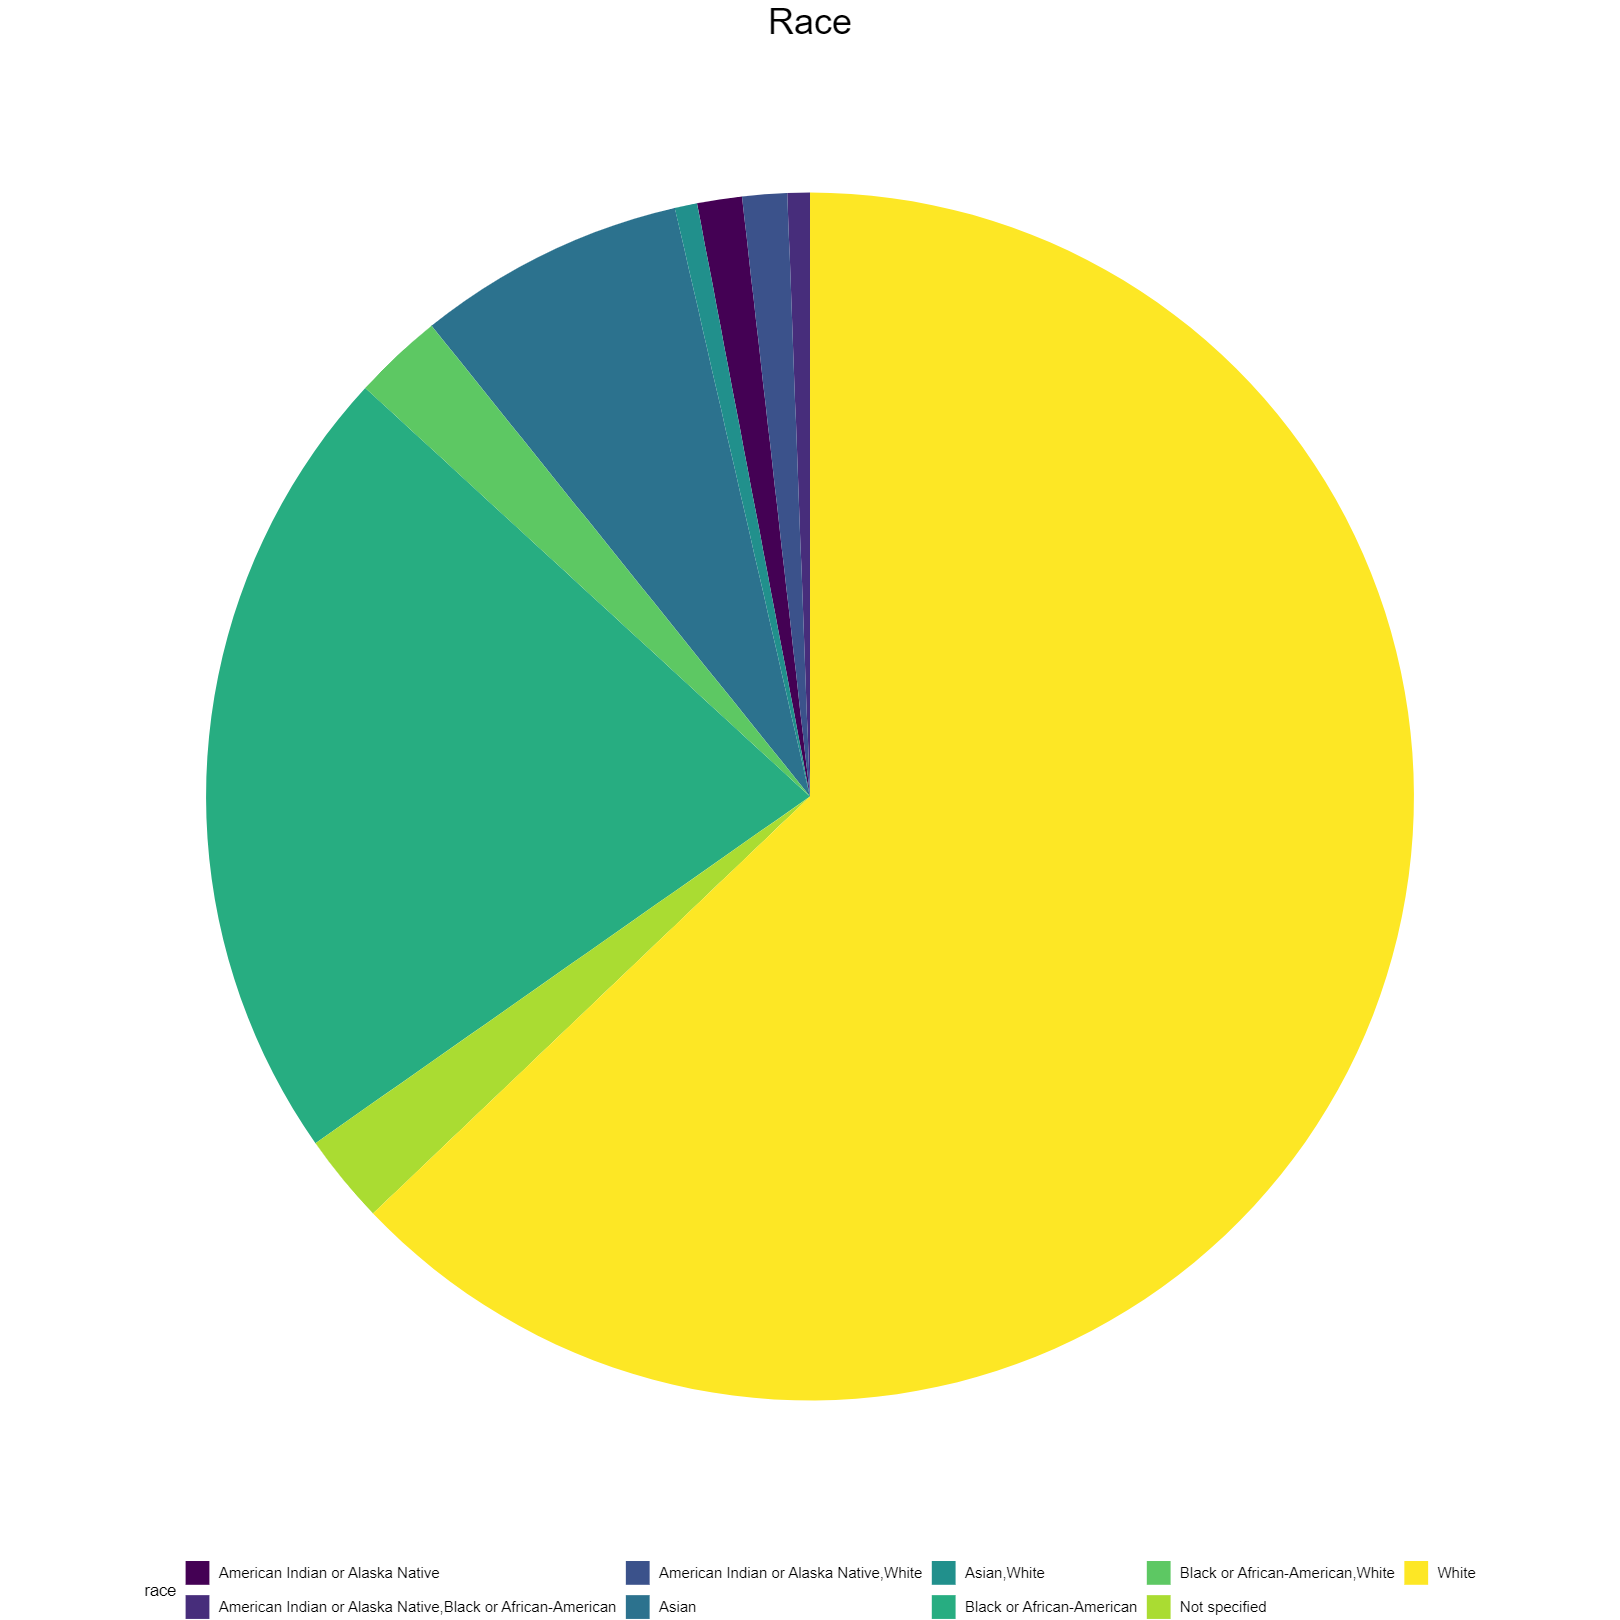 Race
race
American Indian or Alaska Native
American Indian or Alaska Native,White
Asian,White
Black or African-American,White
White
American Indian or Alaska Native,Black or African-American
Asian
Black or African-American
Not specified